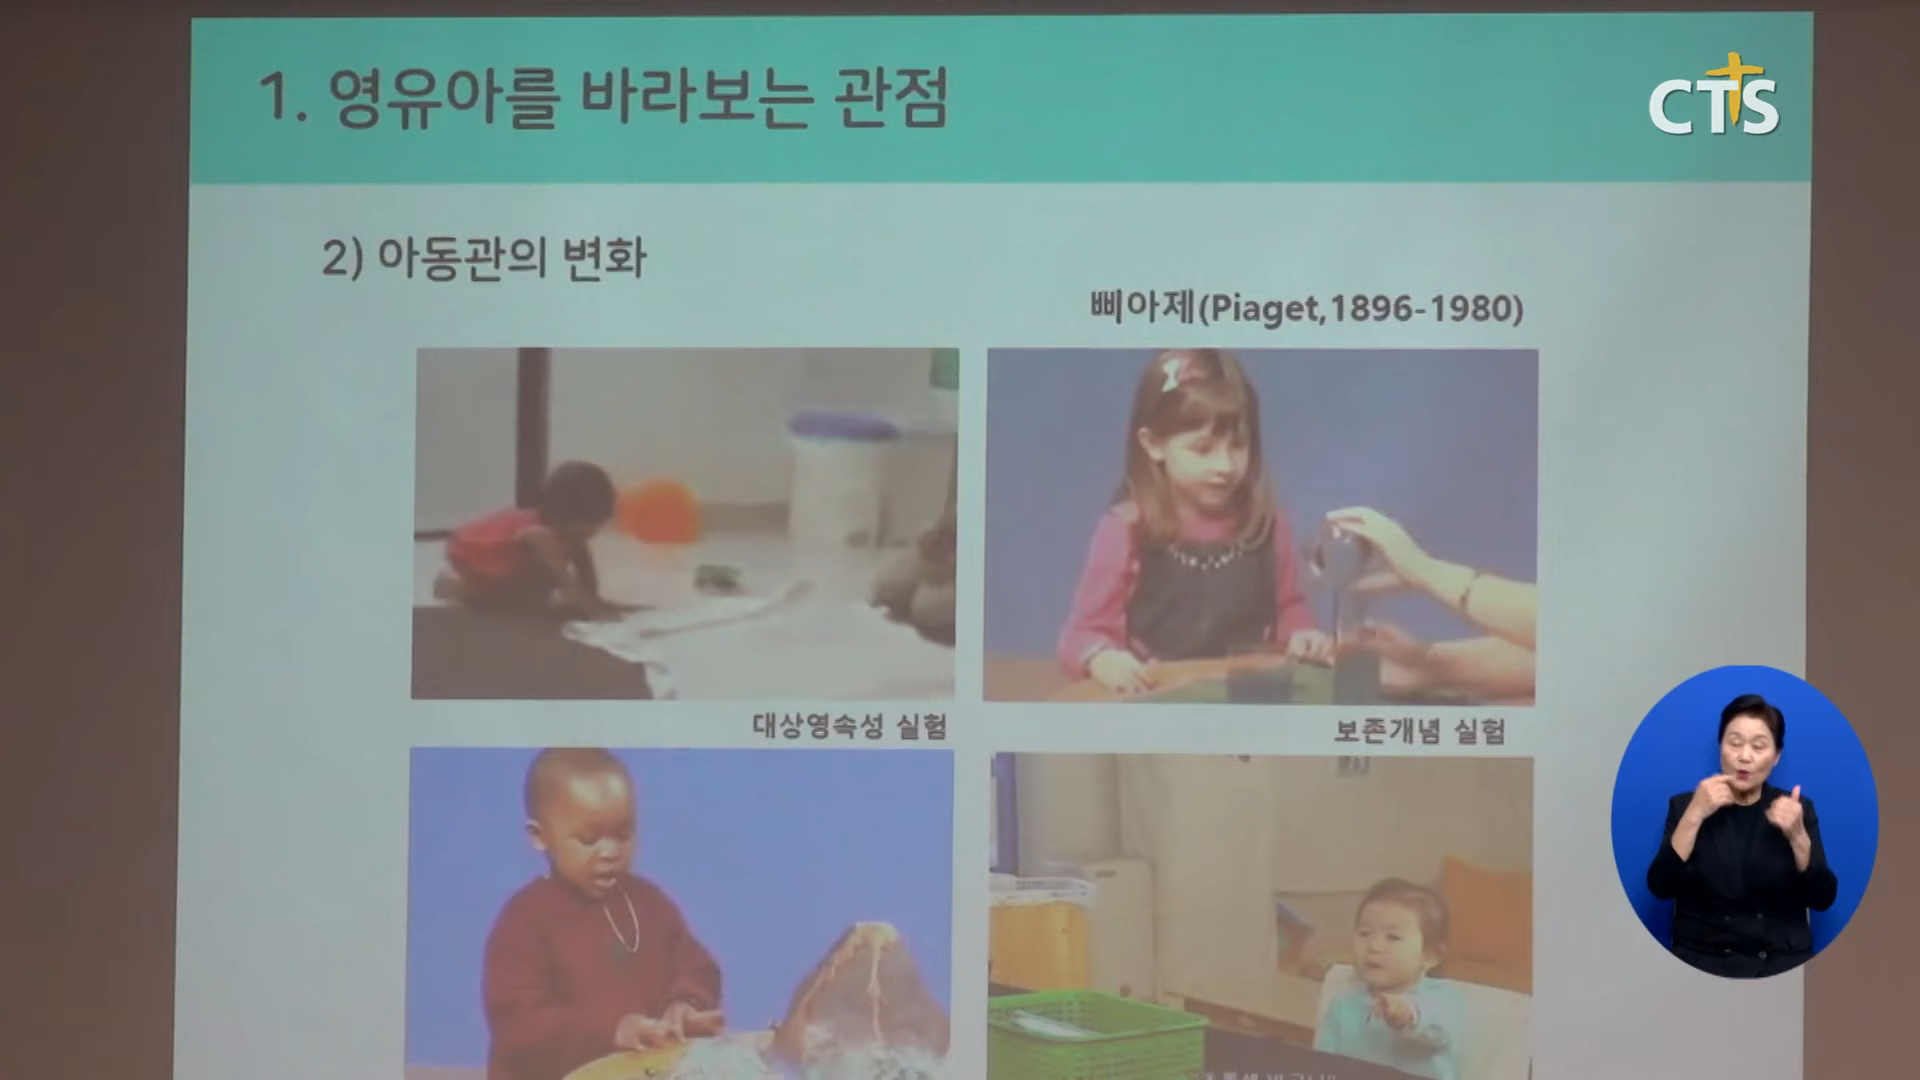 1. 영유아를 바라보는 관점
CTS
2) 아동관의 변화
삐아제(Piaget,1896-1980)
대상영속성 실험
보존개념 실험